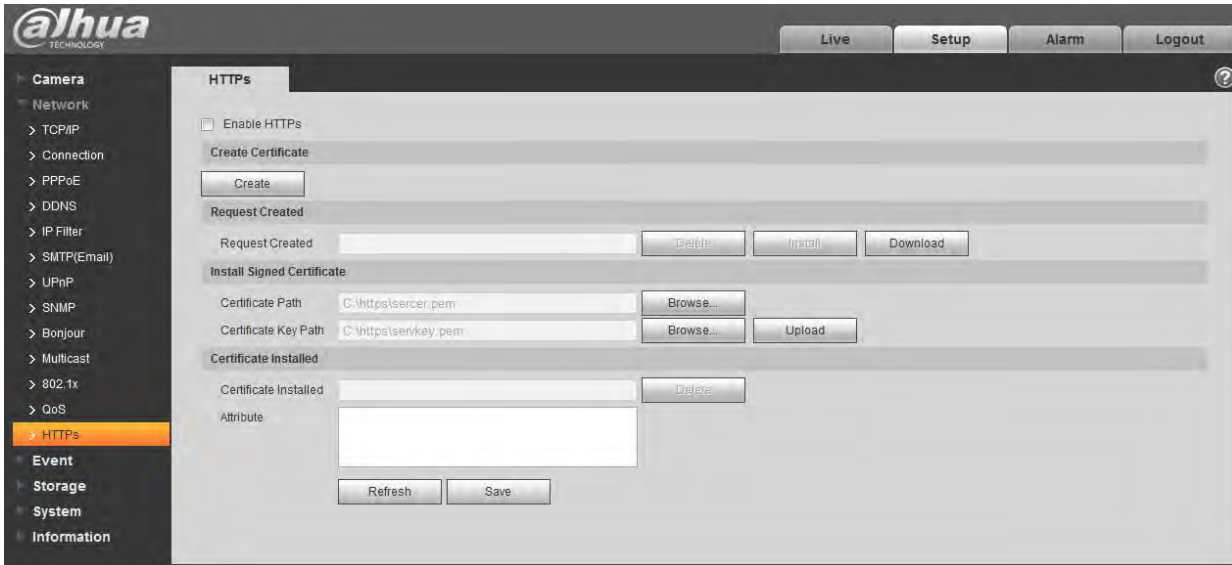 alhua
TECHNOLOGY
Live Setup Alarm Logout
Camera
Network
> TCP/IP
> Connection
> PPPoE
> DDNS
> IP Filter
> SMTP(Email)
> UPnP
> SNMP
> Bonjour
> Multicast
> 802.1x
> QoS
> HTTPs
Event
Storage
System
Information
HTTPs
?
Enable HTTPs
Create Certificate
Create
Request Created
Request Created Delete Install Download
Install Signed Certificate
Certificate Path C:\https\sercer.pem Browse...
Certificate Key Path C:\https\servkey.pem Browse... Upload
Certificate Installed
Certificate Installed Delete
Attribute
Refresh Save